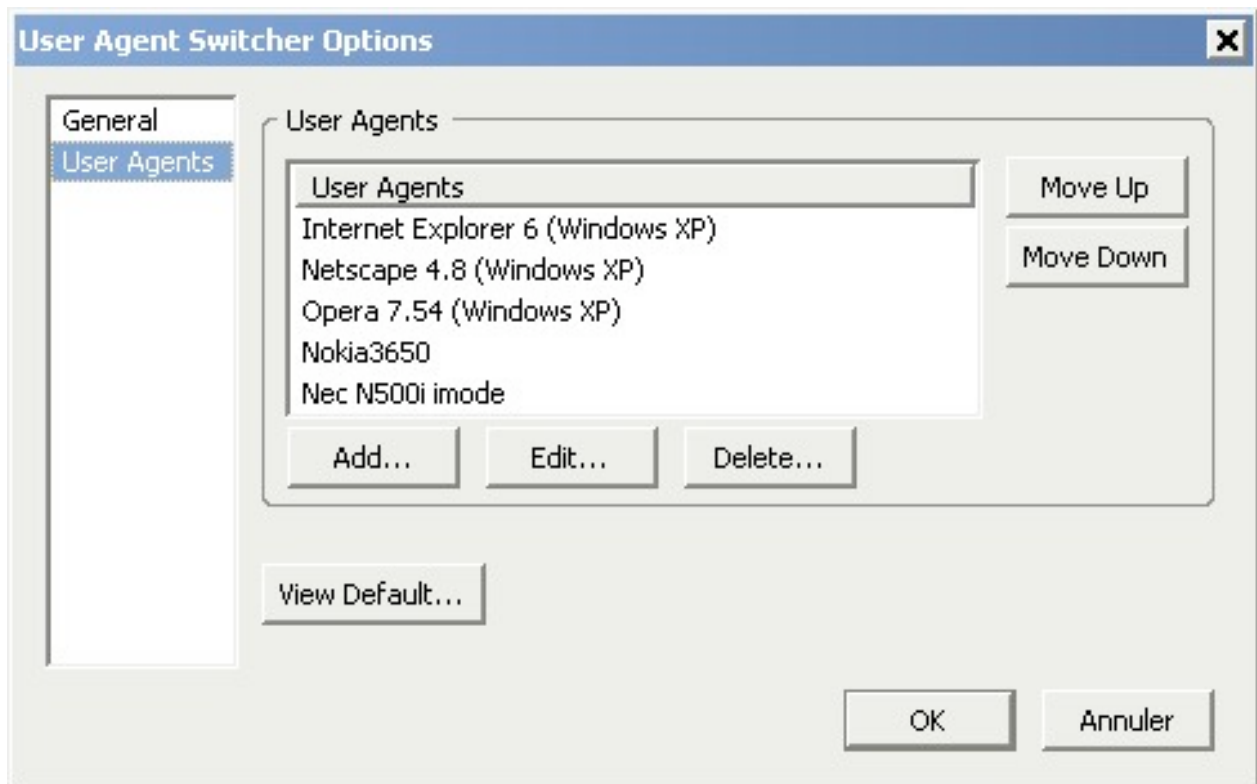 User Agent Switcher Options
General
User Agents
User Agents
User Agents
Internet Explorer 6 (Windows XP)
Netscape 4.8 (Windows XP)
Opera 7.54 (Windows XP)
Nokia3650
Nec N500i imode
Move Up
Move Down
Add...
Edit...
Delete...
View Default...
OK
Annuler